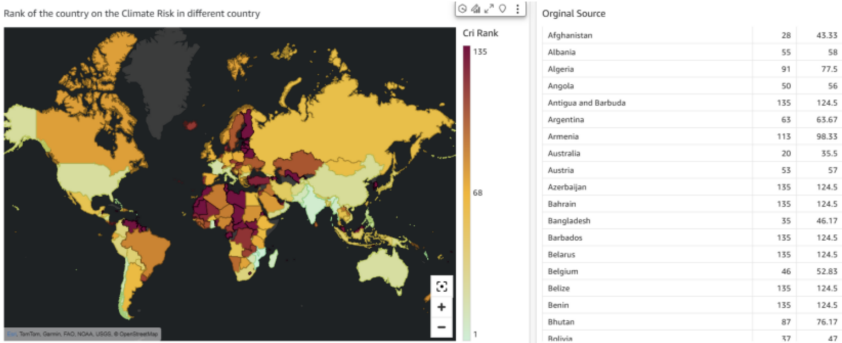 Rank of the country on the Climate Risk in different country
Cri Rank
135
68
1
TomTom, Garmin, FAO, NOAA, USGS, © OpenStreetMap
Orginal Source
Afghanistan 28 43.33
Albania 55 58
Algeria 91 77.5
Angola 50 56
Antigua and Barbuda 135 124.5
Argentina 63 63.67
Armenia 113 98.33
Australia 20 35.5
Austria 53 57
Azerbaijan 135 124.5
Bahrain 135 124.5
Bangladesh 35 46.17
Barbados 135 124.5
Belarus 135 124.5
Belgium 46 52.83
Belize 135 124.5
Benin 135 124.5
Bhutan 87 76.17
Bolivia 37 47